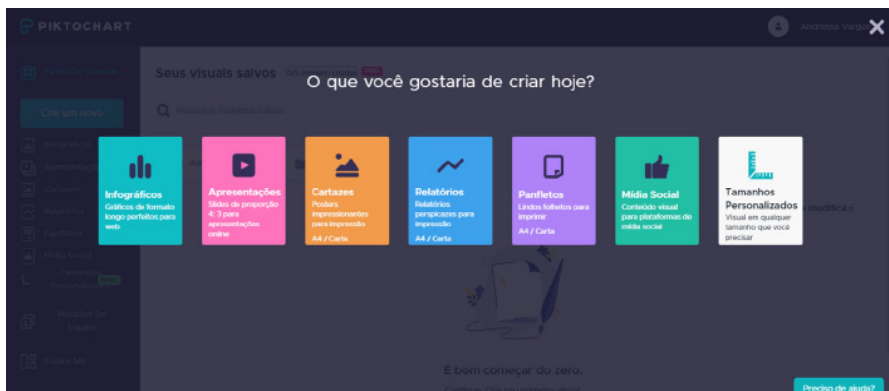 PIKTOCHART
Andressa Vargas
Seus visuais salvos
O que você gostaria de criar hoje?
Crie um novo
Infográficos
Gráficos de formato
longo perfeitos para
web
Apresentações
Slides de proporção
4: 3 para
apresentações
online
Cartazes
Posters
impressionantes
para impressão
A4 / Carta
Relatórios
Relatórios
perspicazes para
impressão
A4 / Carta
Panfletos
Lindos folhetos para
imprimir
A4 / Carta
Mídia Social
Conteúdo visual
para plataformas de
mídia social
Tamanhos
Personalizados
Visual em qualquer
tamanho que você
precisar
É bom começar do zero.
Preciso de ajuda?